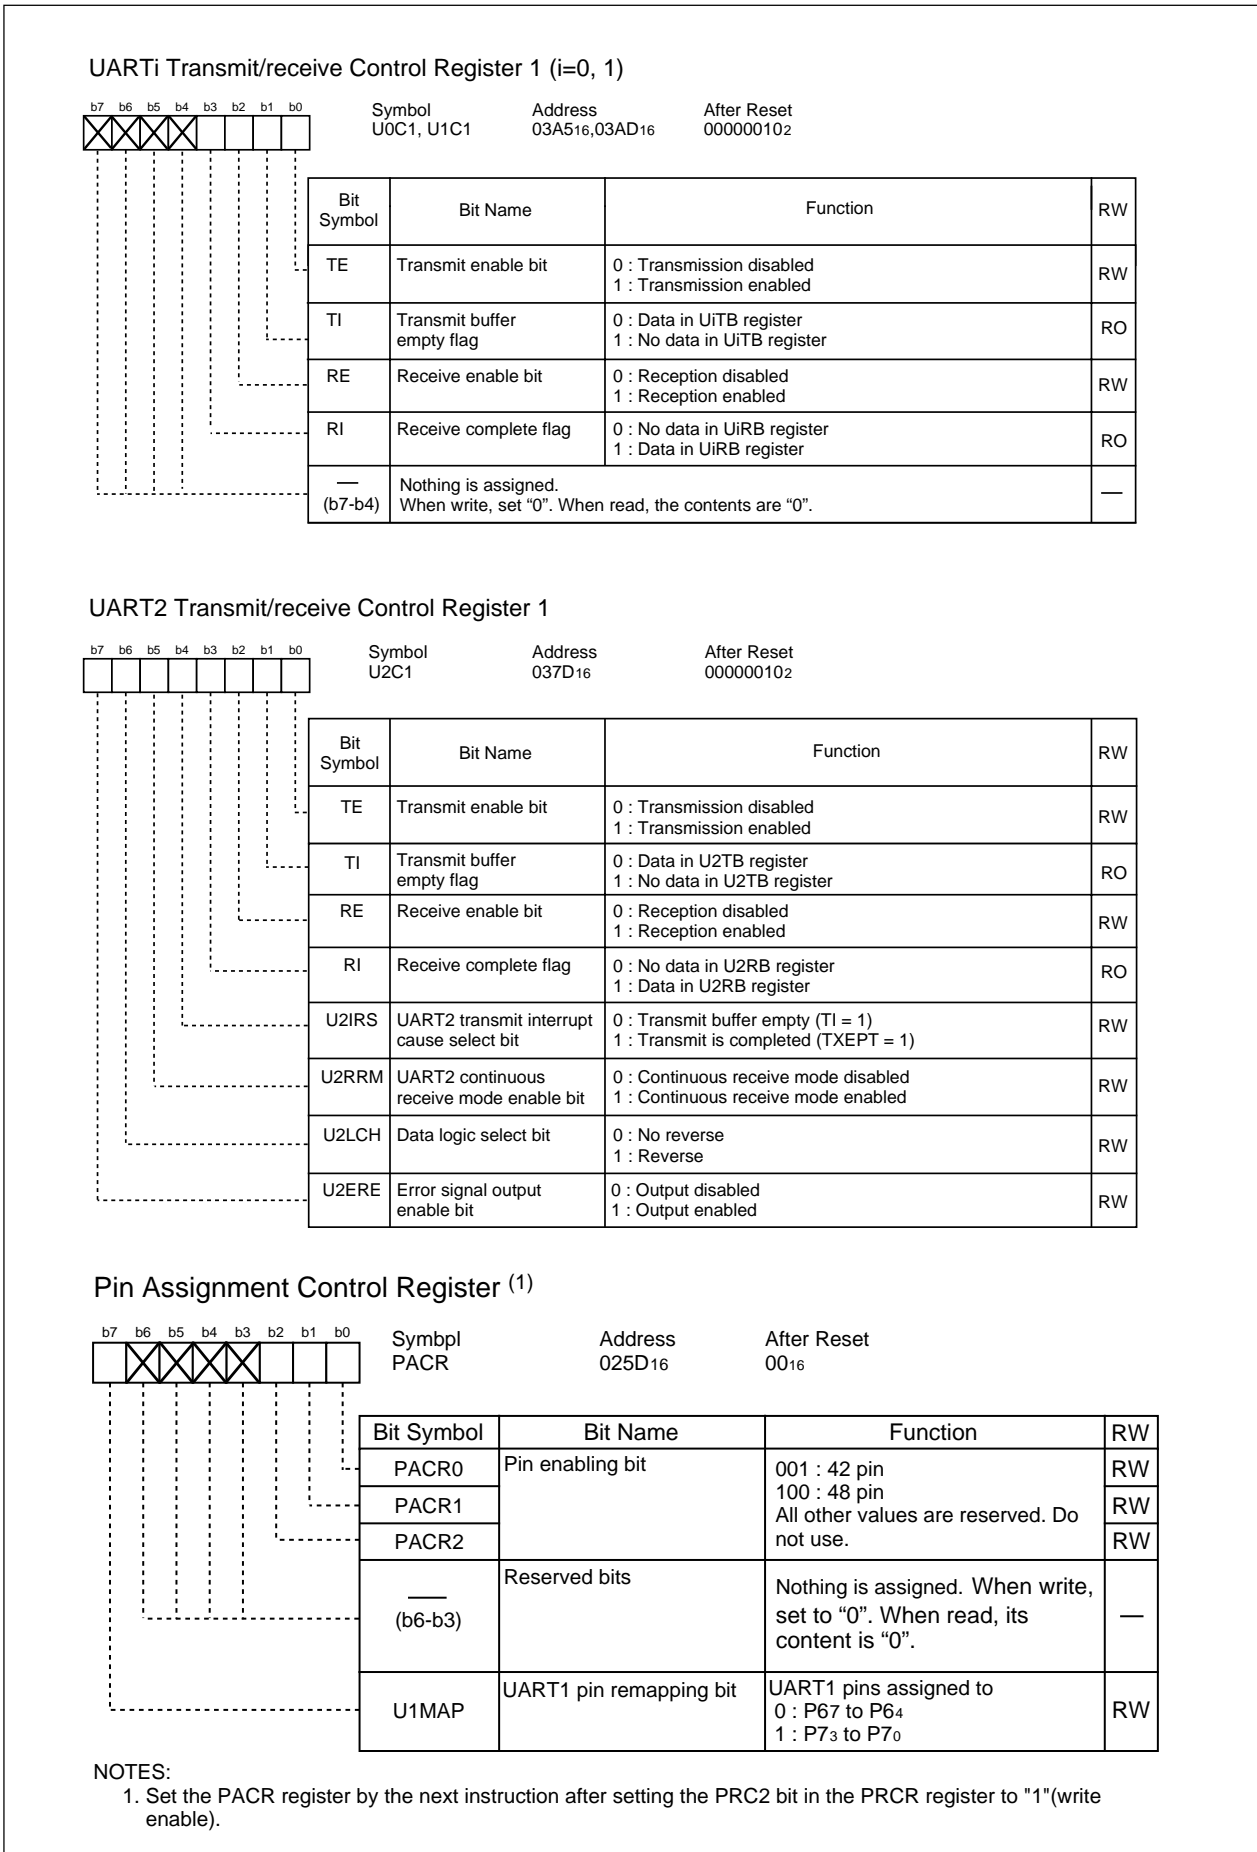 UARTi Transmit/receive Control Register 1 (i=0, 1)
b7 b6 b5 b4 b3 b2 b1 b0
Symbol Address After Reset
U0C1, U1C1 03A516,03AD16 000000102
Bit Symbol Bit Name Function RW
TE Transmit enable bit 0 : Transmission disabled
1 : Transmission enabled RW
TI Transmit buffer 0 : Data in UiTB register
empty flag 1 : No data in UiTB register RO
RE Receive enable bit 0 : Reception disabled
1 : Reception enabled RW
RI Receive complete flag 0 : No data in UiRB register
1 : Data in UiRB register RO
— Nothing is assigned.
(b7-b4) When write, set “0”. When read, the contents are “0”. —
UART2 Transmit/receive Control Register 1
b7 b6 b5 b4 b3 b2 b1 b0
Symbol Address After Reset
U2C1 037D16 000000102
Bit Symbol Bit Name Function RW
TE Transmit enable bit 0 : Transmission disabled
1 : Transmission enabled RW
TI Transmit buffer 0 : Data in U2TB register
empty flag 1 : No data in U2TB register RO
RE Receive enable bit 0 : Reception disabled
1 : Reception enabled RW
RI Receive complete flag 0 : No data in U2RB register
1 : Data in U2RB register RO
U2IRS UART2 transmit interrupt 0 : Transmit buffer empty (TI = 1)
cause select bit 1 : Transmit is completed (TXEPT = 1) RW
U2RRM UART2 continuous 0 : Continuous receive mode disabled
receive mode enable bit 1 : Continuous receive mode enabled RW
U2LCH Data logic select bit 0 : No reverse
1 : Reverse RW
U2ERE Error signal output 0 : Output disabled
enable bit 1 : Output enabled RW
Pin Assignment Control Register (1)
b7 b6 b5 b4 b3 b2 b1 b0
Symbpl Address After Reset
PACR 025D16 0016
Bit Symbol Bit Name Function RW
PACR0 Pin enabling bit 001 : 42 pin RW
100 : 48 pin
PACR1 All other values are reserved. Do RW
PACR2 not use. RW
— Reserved bits Nothing is assigned. When write,
(b6-b3) set to “0”. When read, its —
content is “0”.
UART1 pin remapping bit UART1 pins assigned to
U1MAP 0 : P67 to P64 RW
1 : P73 to P70
NOTES:
1. Set the PACR register by the next instruction after setting the PRC2 bit in the PRCR register to "1"(write
enable).